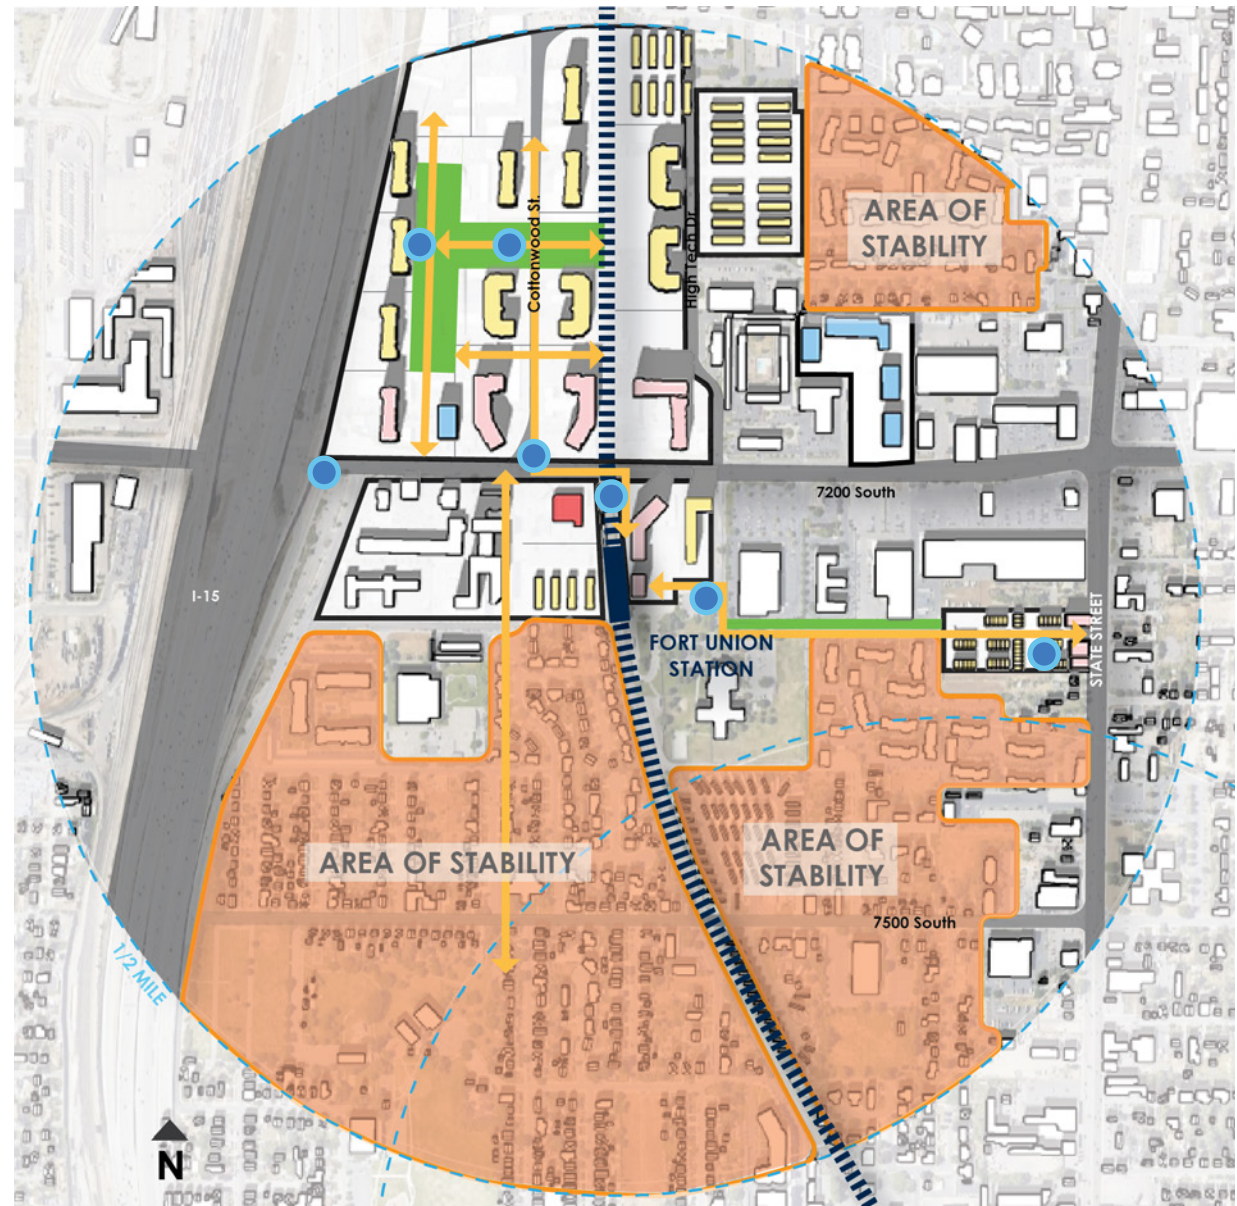 AREA OF
STABILITY
Cottonwood St.
High Tech Dr
7200 South
I-15
FORT UNION
STATION
STATE STREET
AREA OF STABILITY
AREA OF
STABILITY
7500 South
1/2 MILE
N